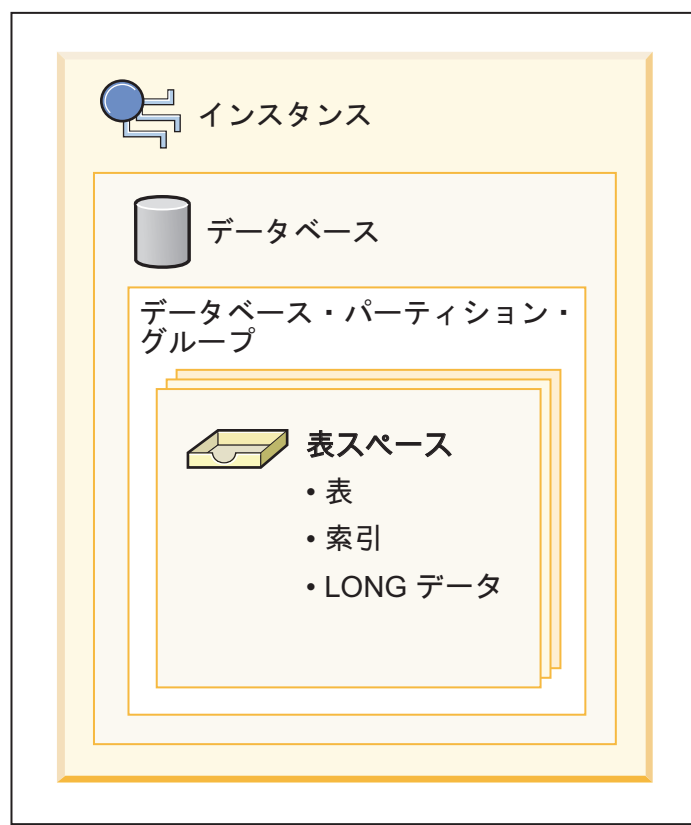 インスタンス
データベース
データベース・パーティション・
グループ
表スペース
• 表
• 索引
• LONG データ